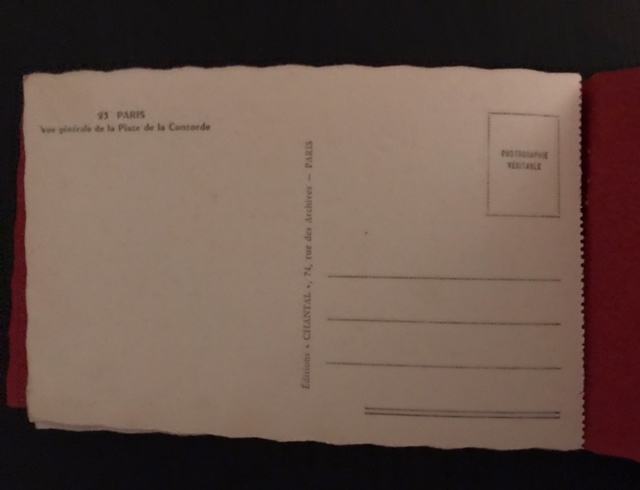 23 PARIS
Vue générale de la Place de la Concorde
Éditions • CHANTAL •, 74, rue des Archives — PARIS
PHOTOGRAPHIE
VÉRITABLE